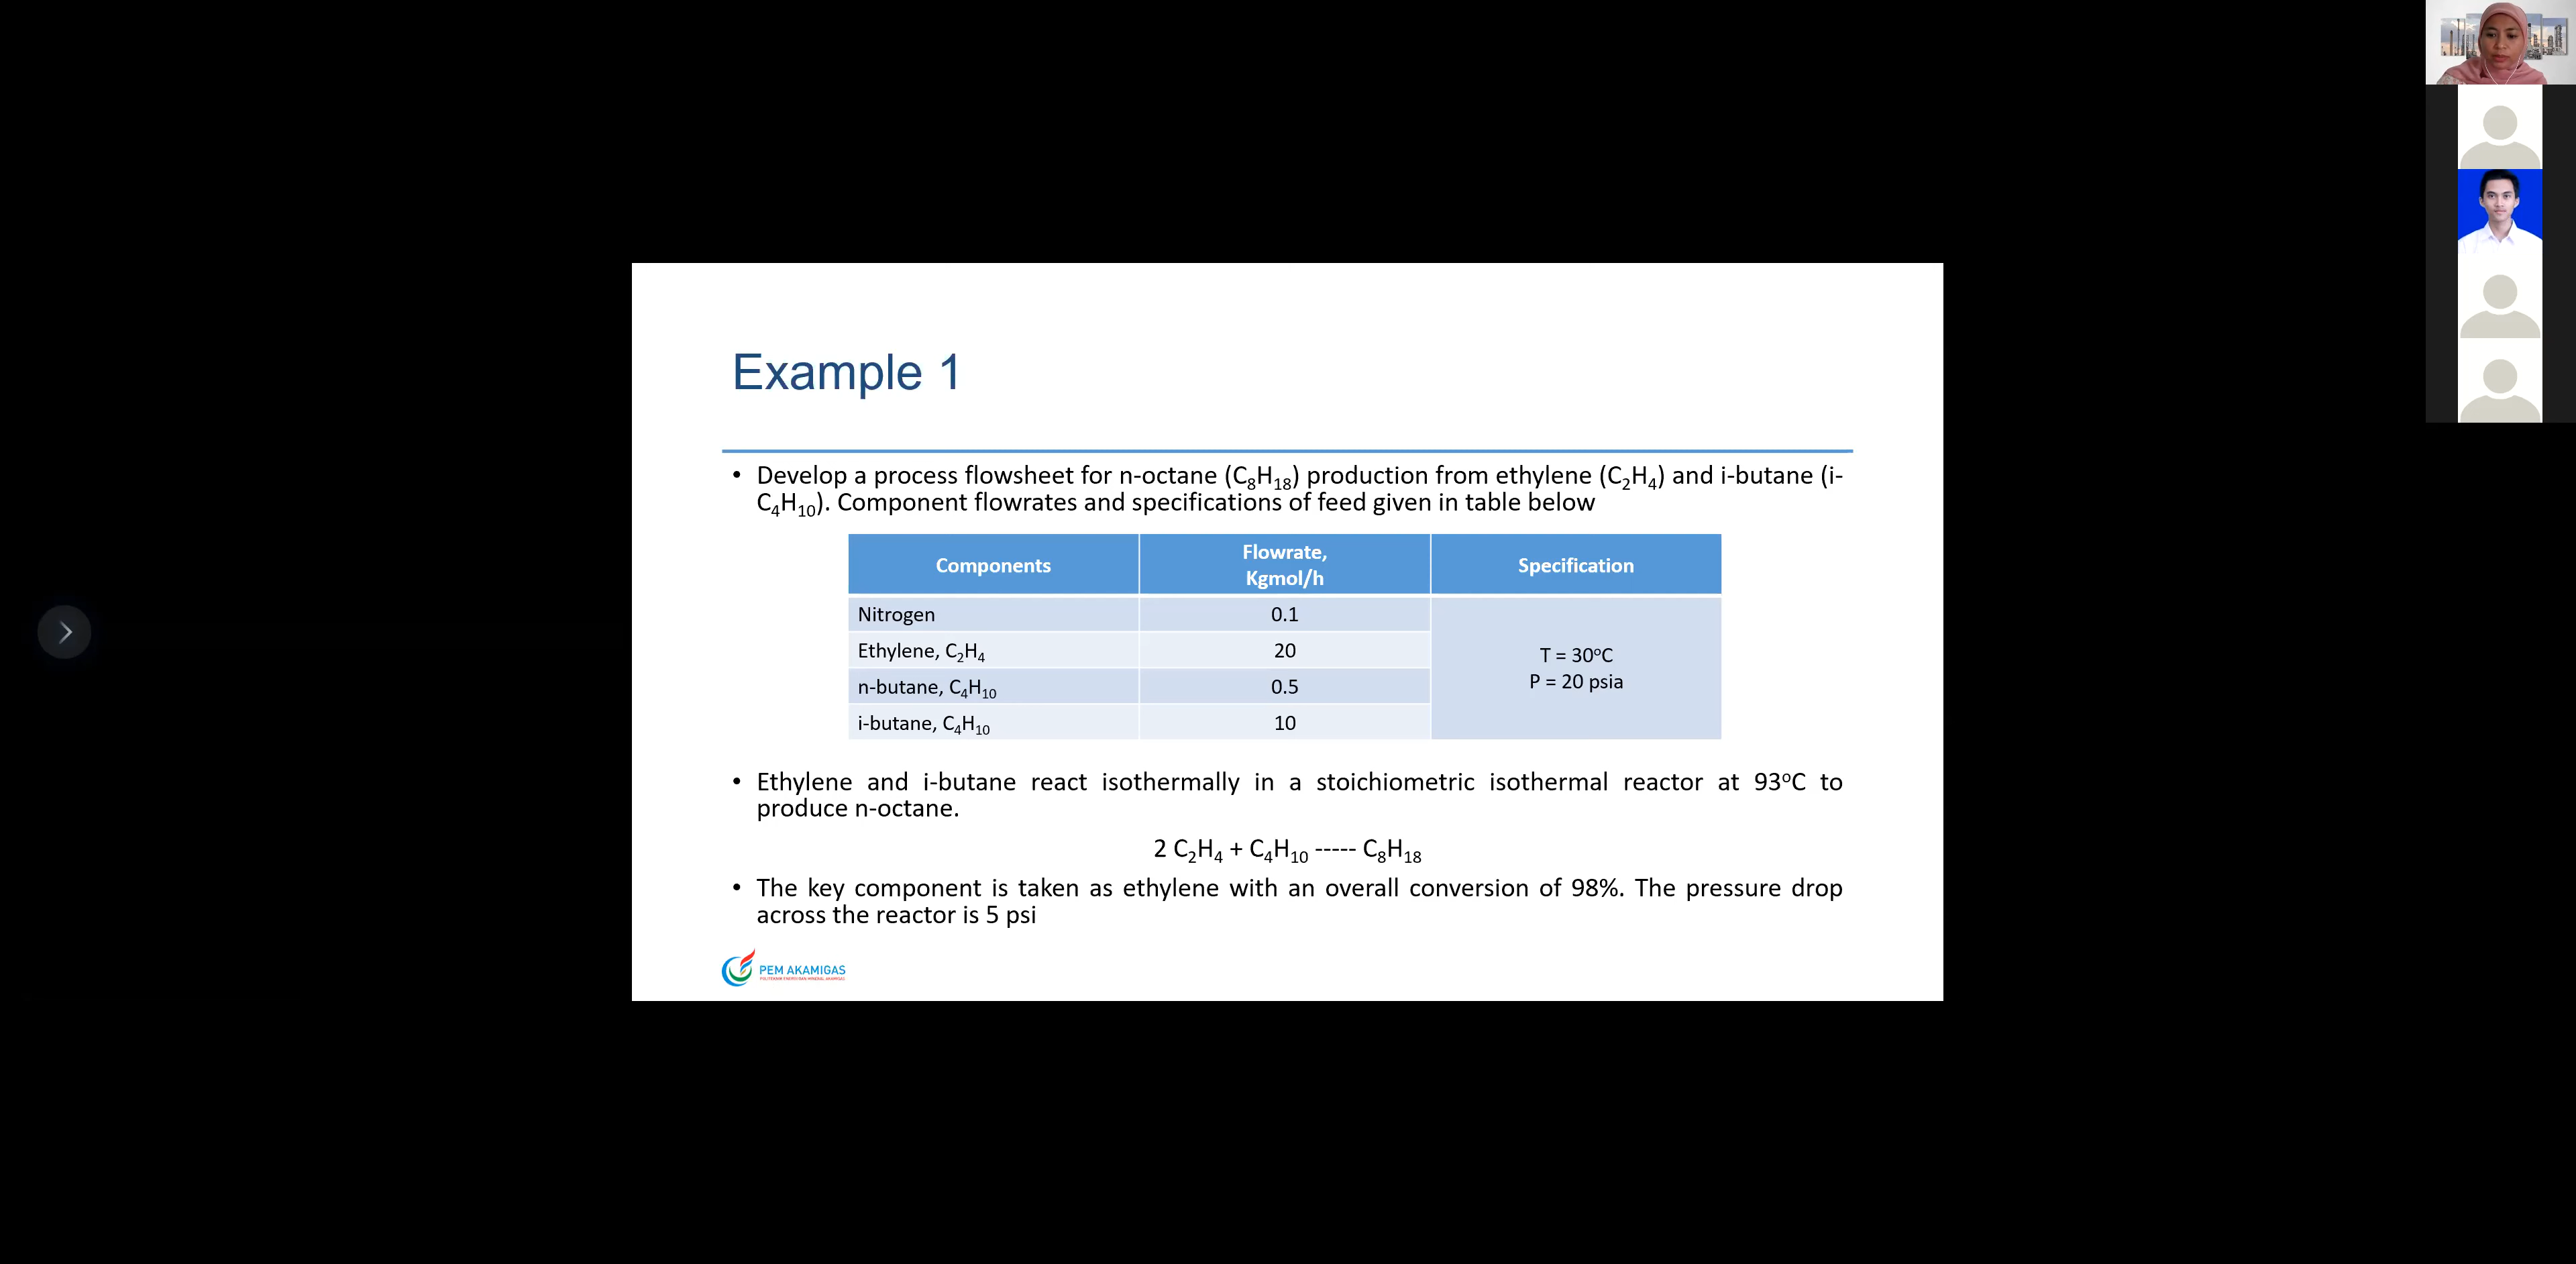 Example 1
• Develop a process flowsheet for n-octane (C₈H₁₈) production from ethylene (C₂H₄) and i-butane (i-
C₄H₁₀). Component flowrates and specifications of feed given in table below
Components Flowrate, Kgmol/h Specification
Nitrogen 0.1
Ethylene, C₂H₄ 20
n-butane, C₄H₁₀ 0.5
i-butane, C₄H₁₀ 10
T = 30°C
P = 20 psia
• Ethylene and i-butane react isothermally in a stoichiometric isothermal reactor at 93°C to
produce n-octane.
2 C₂H₄ + C₄H₁₀ ----- C₈H₁₈
• The key component is taken as ethylene with an overall conversion of 98%. The pressure drop
across the reactor is 5 psi
PEM AKAMIGAS